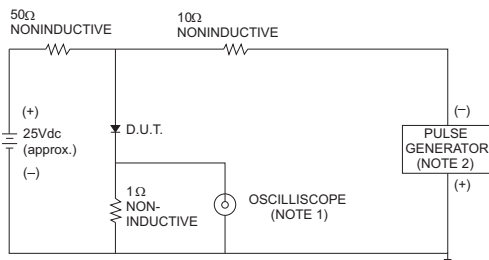 50Ω
NONINDUCTIVE
10Ω
NONINDUCTIVE
(+)
25Vdc
(approx.)
(–)
D.U.T.
1Ω
NON-
INDUCTIVE
OSCILLISCOPE
(NOTE 1)
(–)
PULSE
GENERATOR
(NOTE 2)
(+)